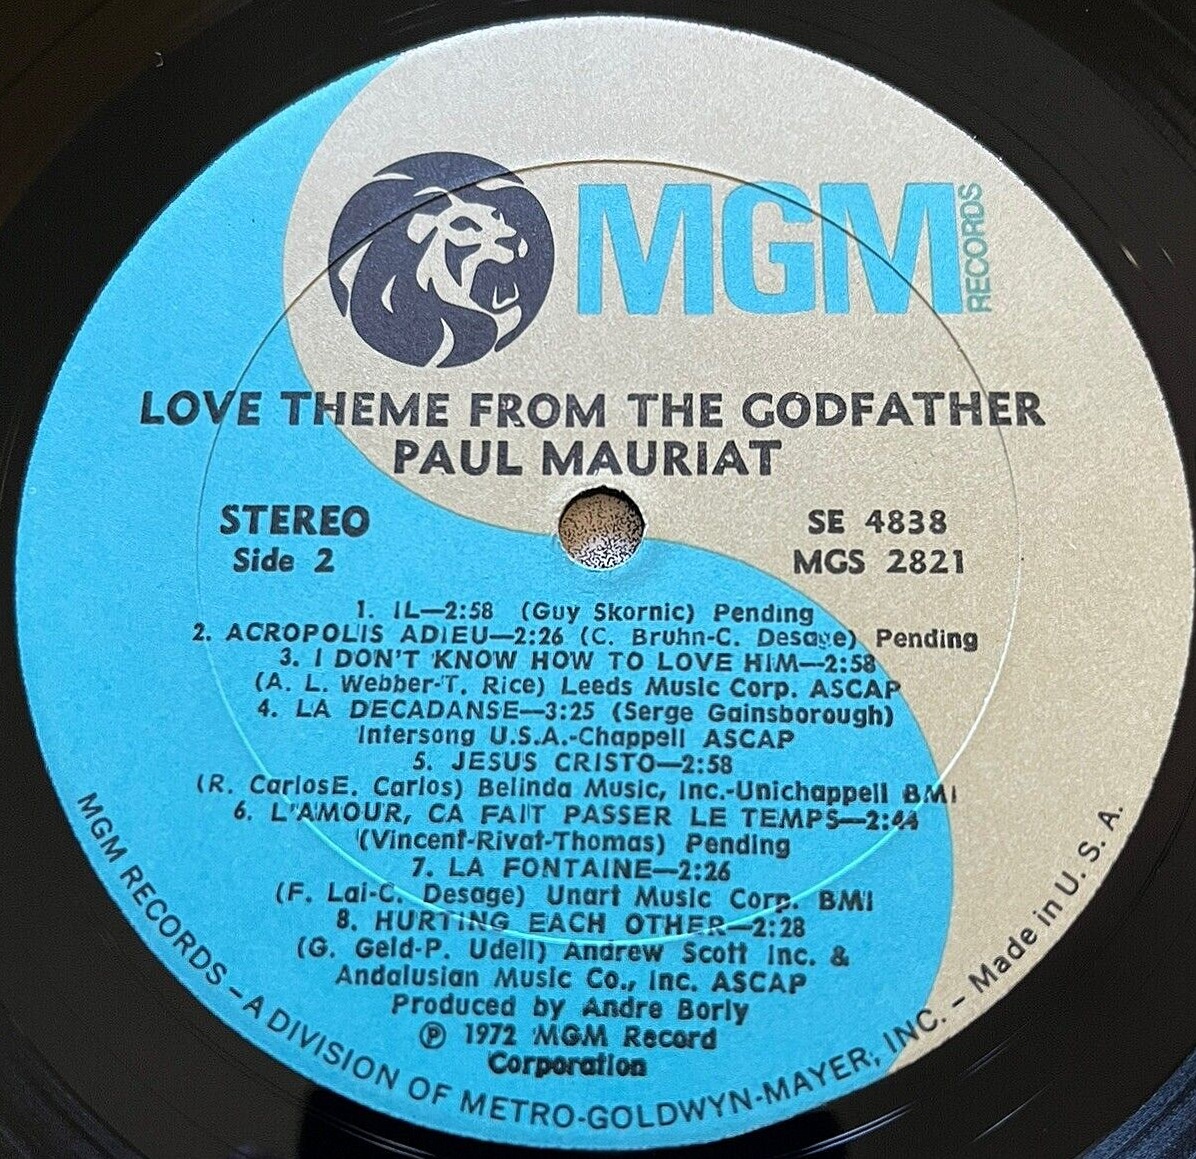 MGM RECORDS
LOVE THEME FROM THE GODFATHER
PAUL MAURIAT
STEREO
Side 2
SE 4838
MGS 2821
1. IL—2:58 (Guy Skornic) Pending
2. ACROPOLIS ADIEU—2:26 (C. Bruhn-C. Desage) Pending
3. I DON'T KNOW HOW TO LOVE HIM—2:58
(A. L. Webber-T. Rice) Leeds Music Corp. ASCAP
4. LA DECADANSE—3:25 (Serge Gainsborough)
Intersong U.S.A.-Chappell ASCAP
5. JESUS CRISTO—2:58
(R. CarlosE. Carlos) Belinda Music, Inc.-Unichappell BMI
6. L'AMOUR, CA FAIT PASSER LE TEMPS—2:44
(Vincent-Rivat-Thomas) Pending
7. LA FONTAINE—2:26
(F. Lai-C. Desage) Unart Music Corp. BMI
8. HURTING EACH OTHER—2:28
(G. Geld-P. Udell) Andrew Scott Inc. &
Andalusian Music Co., Inc. ASCAP
Produced by Andre Borly
℗ 1972 MGM Record
Corporation
MGM RECORDS – A DIVISION OF METRO-GOLDWYN-MAYER, INC. – Made in U. S. A.